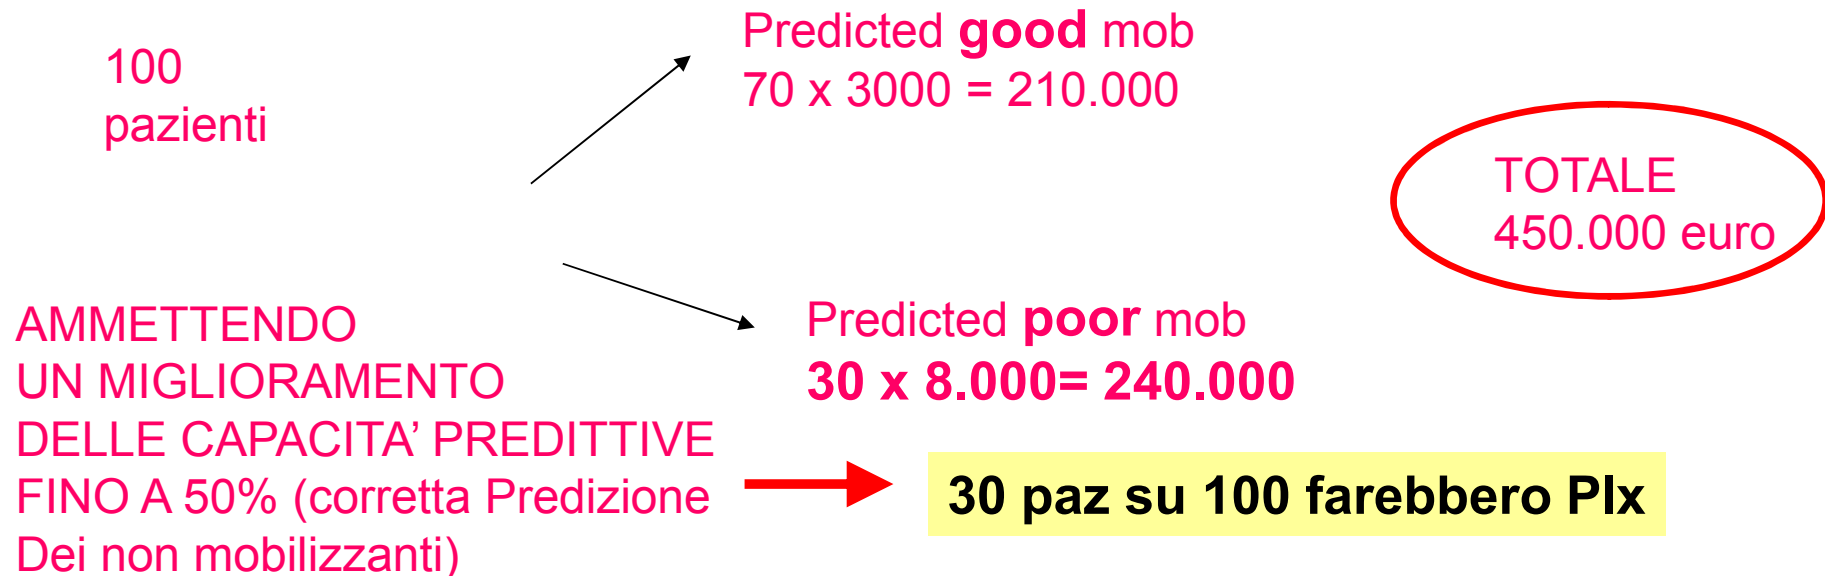 100
pazienti
Predicted good mob
70 x 3000 = 210.000
TOTALE
450.000 euro
Predicted poor mob
30 x 8.000= 240.000
AMMETTENDO
UN MIGLIORAMENTO
DELLE CAPACITA’ PREDITTIVE
FINO A 50% (corretta Predizione
Dei non mobilizzanti)
30 paz su 100 farebbero Plx